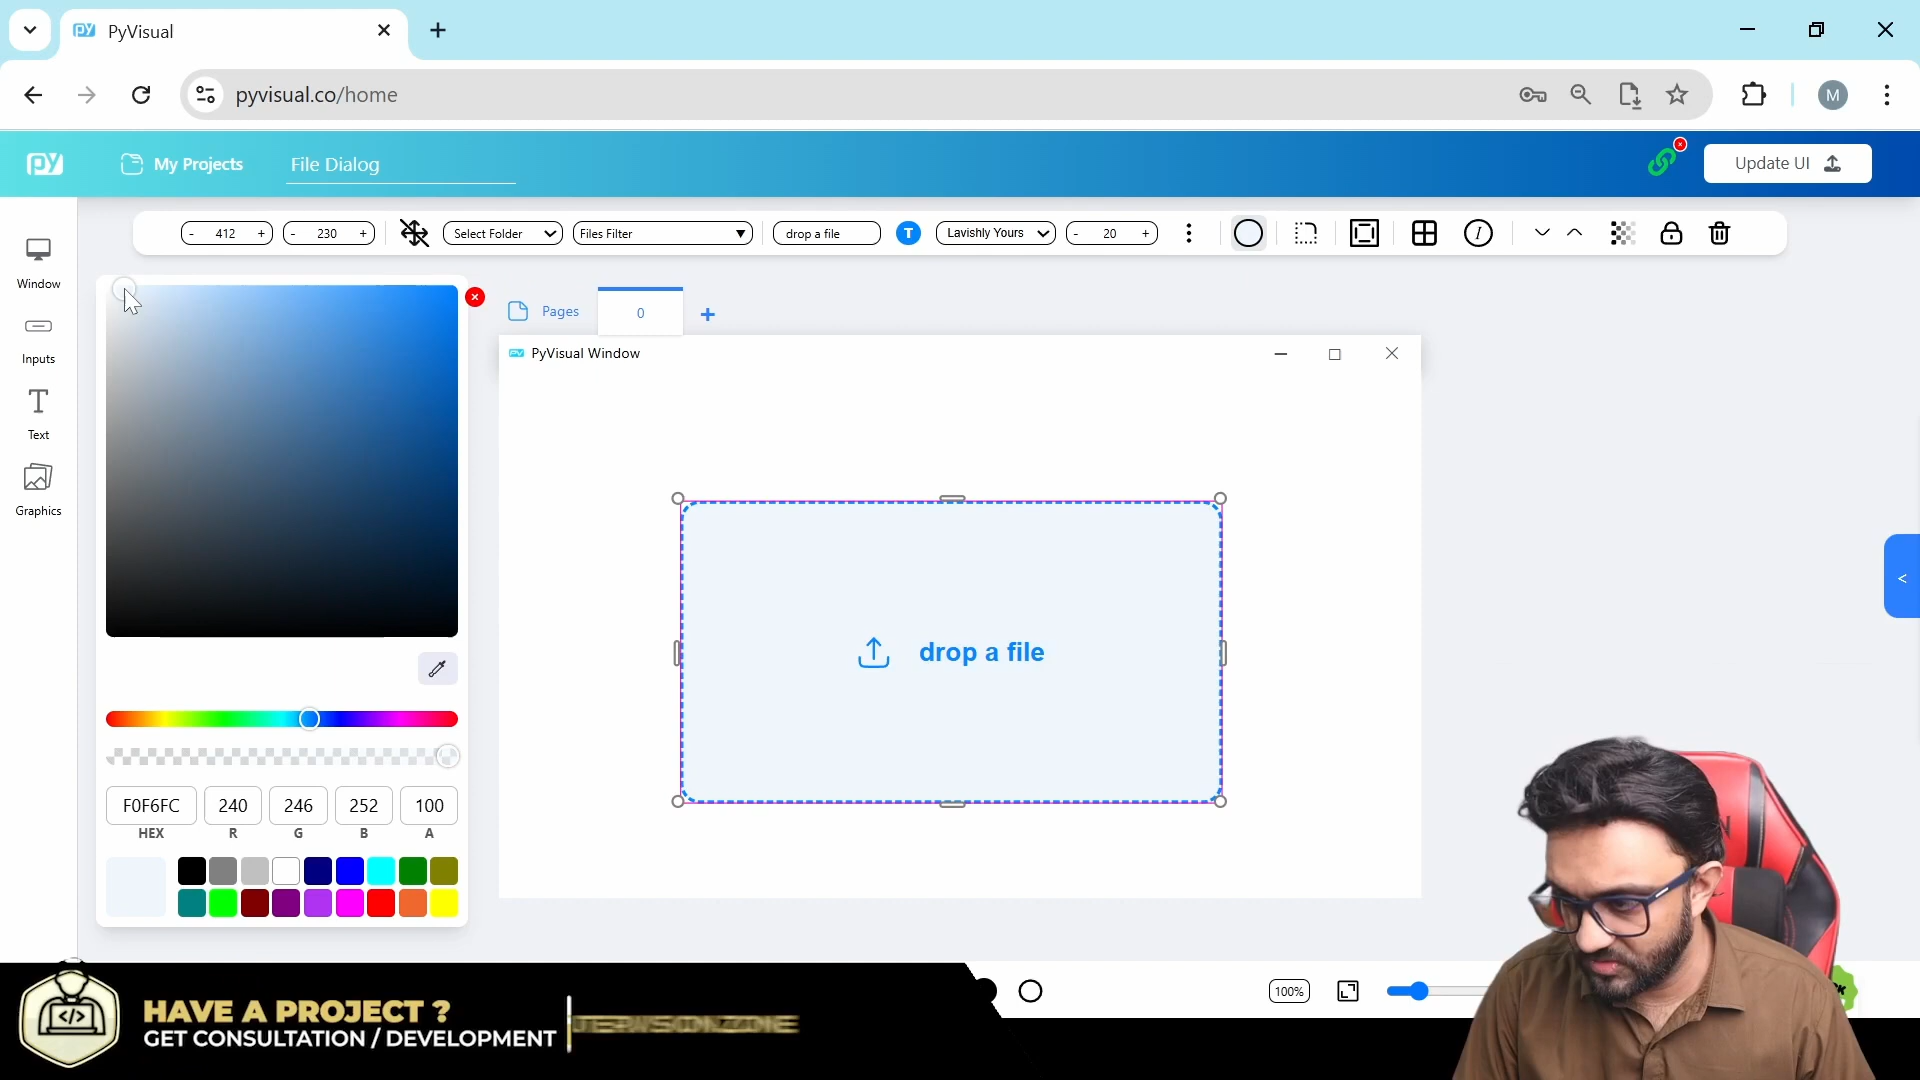 PyVisual
pyvisual.co/home
M
py
My Projects
File Dialog
Update UI
- 412 +
- 230 +
Select Folder
Files Filter
drop a file
T
Lavishly Yours
- 20 +
I
Window
Inputs
Text
Graphics
Pages
0
PyVisual Window
drop a file
F0F6FC
240
246
252
100
HEX
R
G
B
A
<
100%
HAVE A PROJECT ?
GET CONSULTATION / DEVELOPMENT
</>